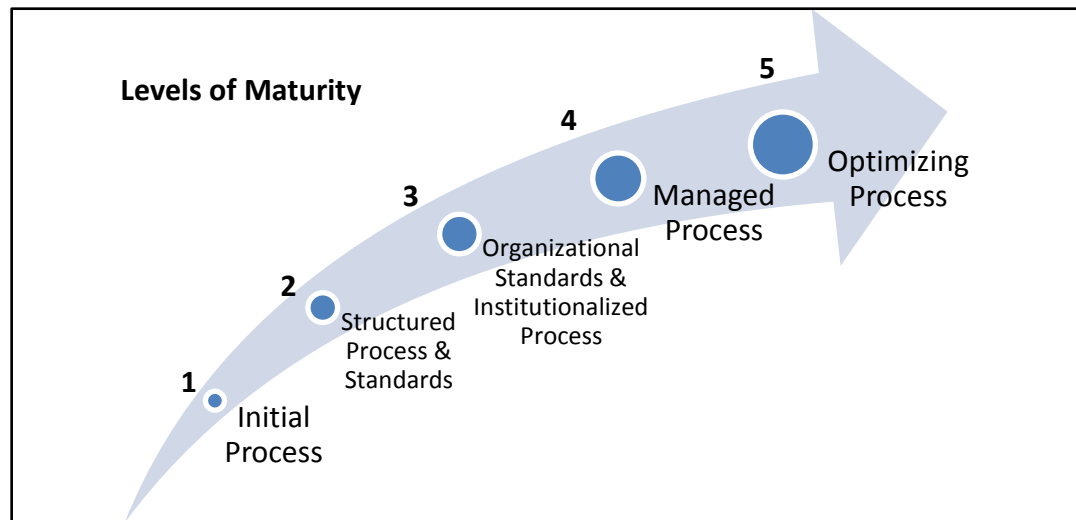 Levels of Maturity
1
Initial
Process
2
Structured
Process &
Standards
3
Organizational
Standards &
Institutionalized
Process
4
Managed
Process
5
Optimizing
Process